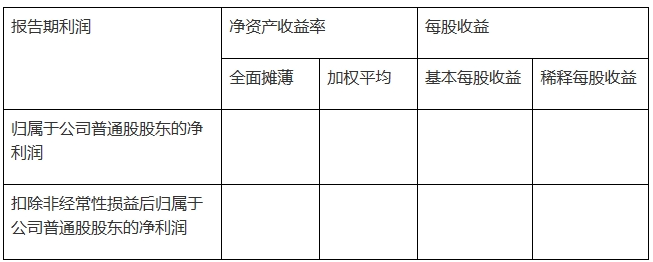 报告期利润
净资产收益率
每股收益
全面摊薄
加权平均
基本每股收益
稀释每股收益
归属于公司普通股股东的净
利润
扣除非经常性损益后归属于
公司普通股股东的净利润